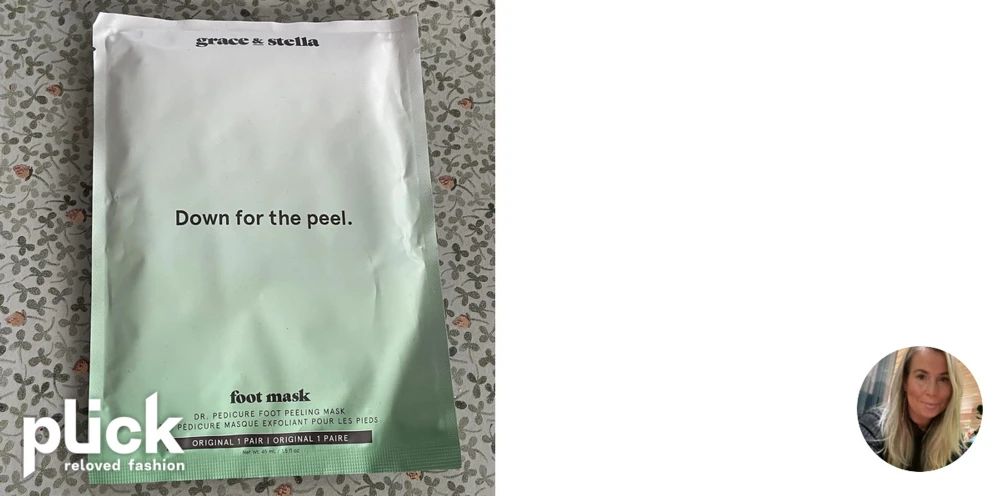 grace & stella
Down for the peel.
foot mask
DR. PEDICURE FOOT PEELING MASK
PÉDICURE MASQUE EXFOLIANT POUR LES PIEDS
ORIGINAL 1 PAIR | ORIGINAL 1 PAIRE
plick
reloved fashion